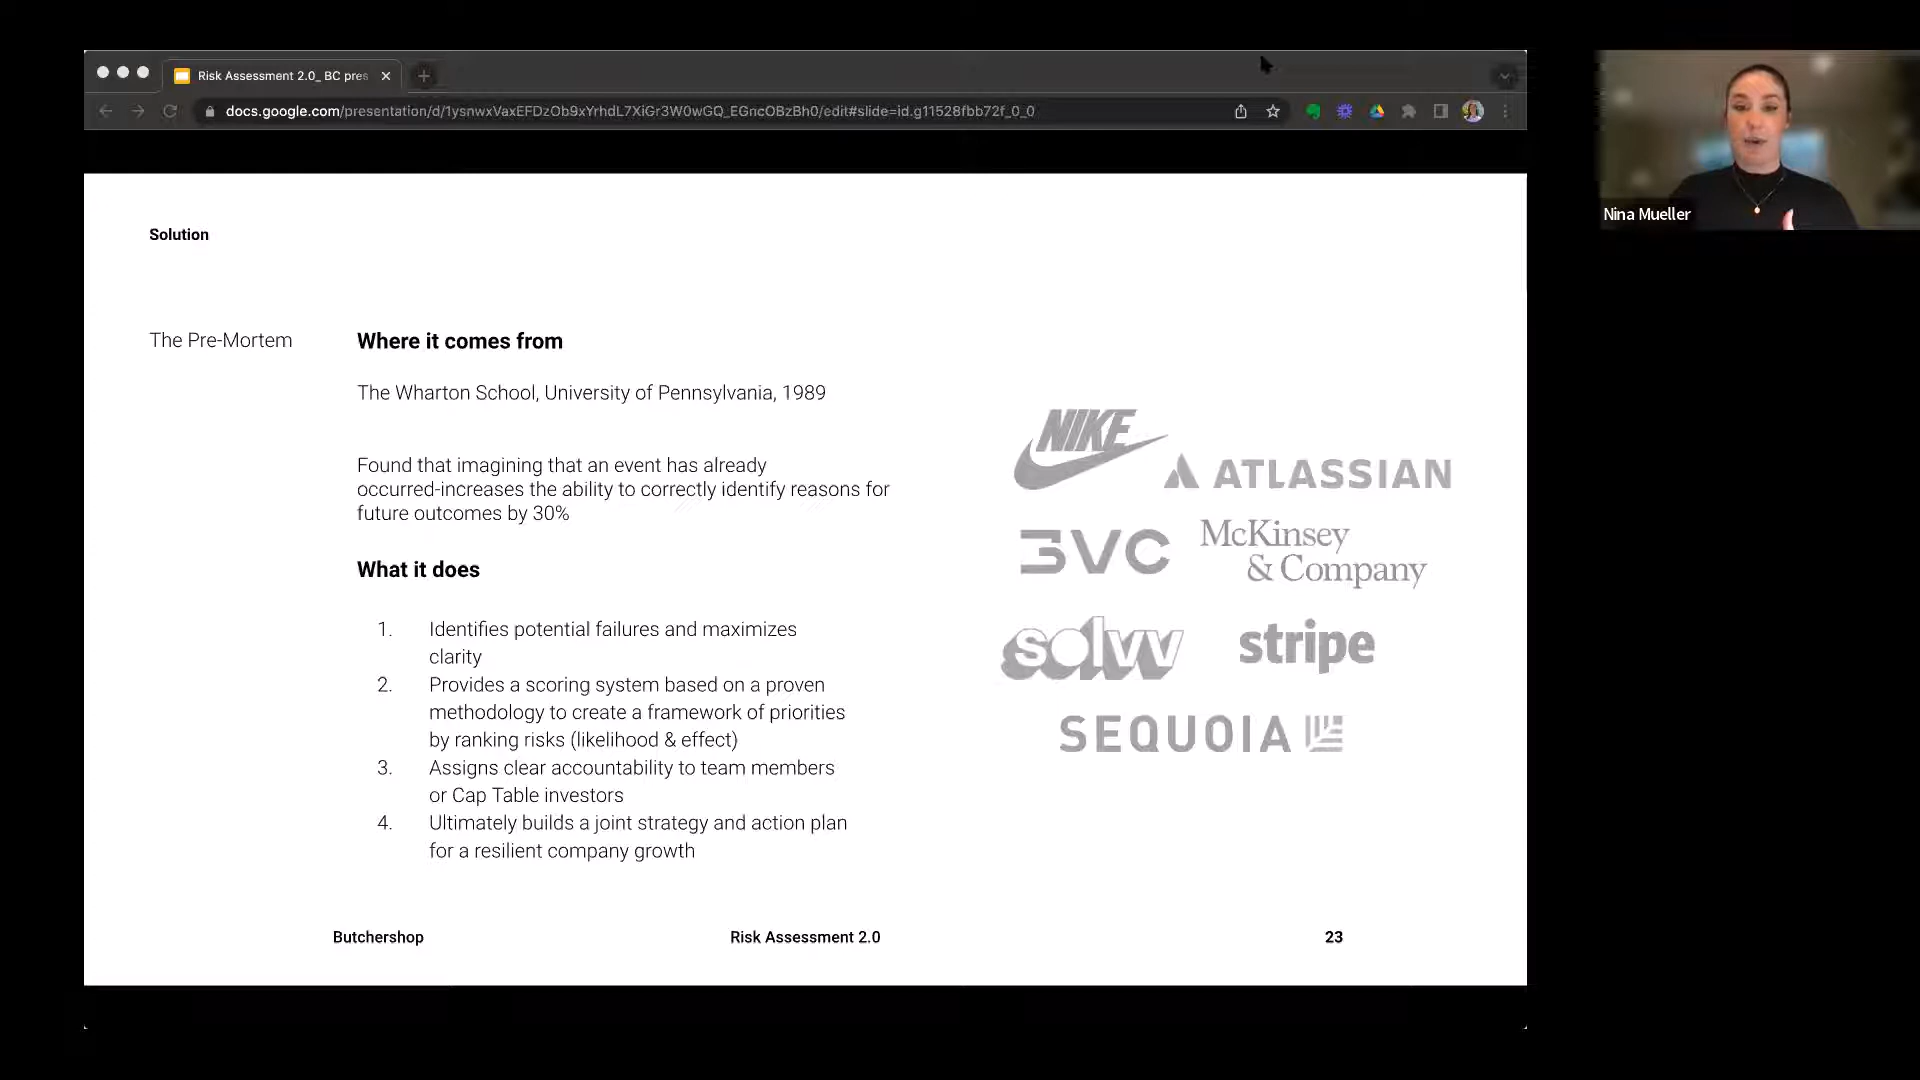 Risk Assessment 2.0_ BC pres
docs.google.com/presentation/d/1ysnwxVaxEFDzOb9xYrhdL7XiGr3W0wGQ_EGncOBzBh0/edit#slide=id.g11528fbb72f_0_0
Nina Mueller
Solution
The Pre-Mortem
Where it comes from
The Wharton School, University of Pennsylvania, 1989
Found that imagining that an event has already
occurred-increases the ability to correctly identify reasons for
future outcomes by 30%
What it does
1. Identifies potential failures and maximizes
clarity
2. Provides a scoring system based on a proven
methodology to create a framework of priorities
by ranking risks (likelihood & effect)
3. Assigns clear accountability to team members
or Cap Table investors
4. Ultimately builds a joint strategy and action plan
for a resilient company growth
NIKE
ATLASSIAN
3VC
McKinsey
& Company
solvv
stripe
SEQUOIA
Butchershop
Risk Assessment 2.0
23